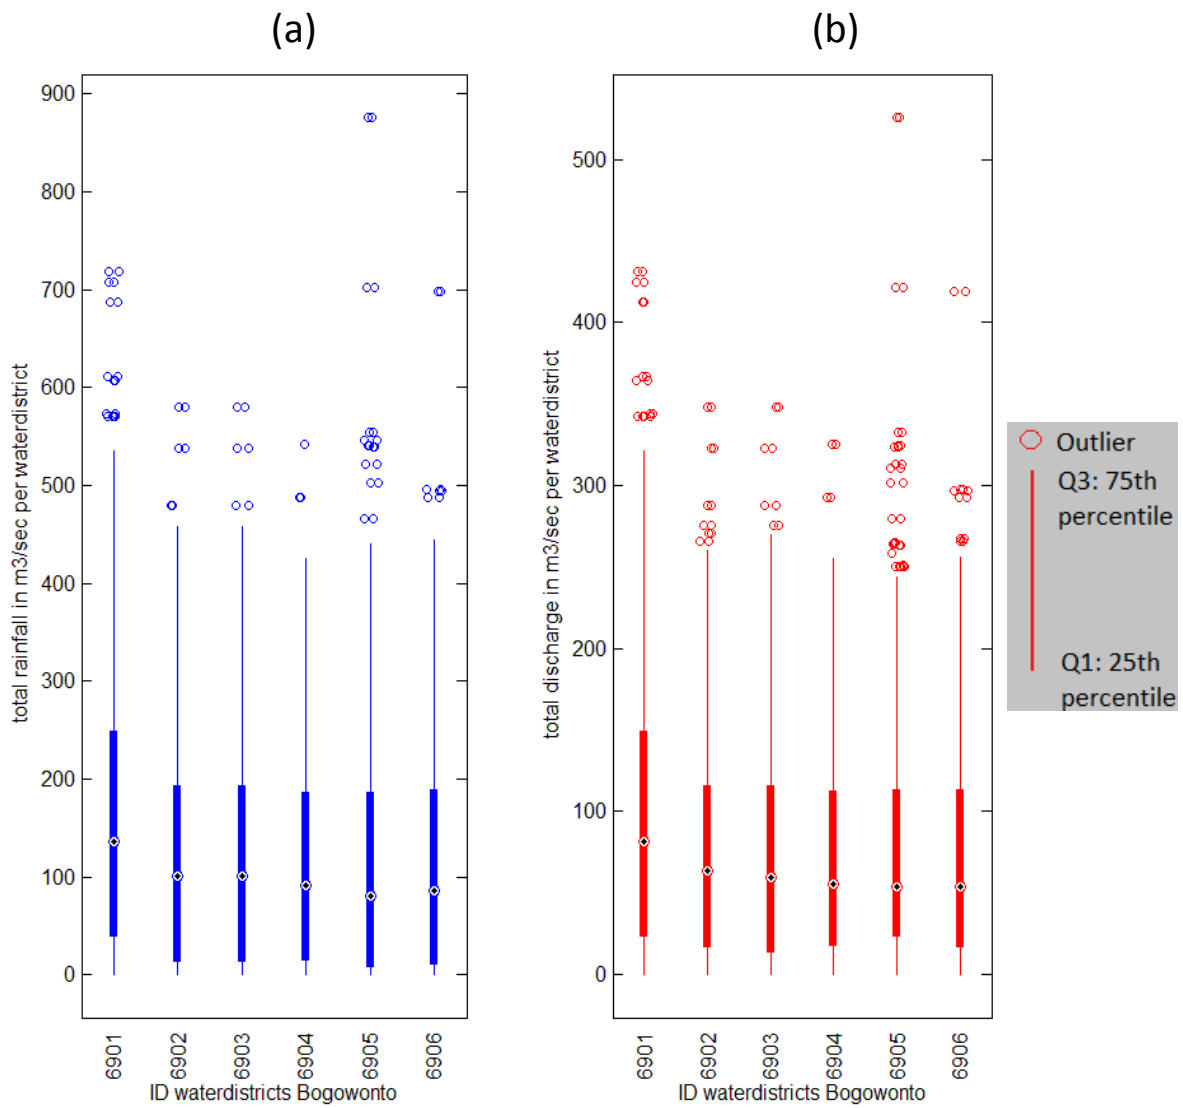 (a)
(b)
total rainfall in m3/sec per waterdistrict
900
800
700
600
500
400
300
200
100
0
6901
6902
6903
6904
6905
6906
ID waterdistricts Bogowonto
total discharge in m3/sec per waterdistrict
500
400
300
200
100
0
6901
6902
6903
6904
6905
6906
ID waterdistricts Bogowonto
Outlier
Q3: 75th
percentile
Q1: 25th
percentile